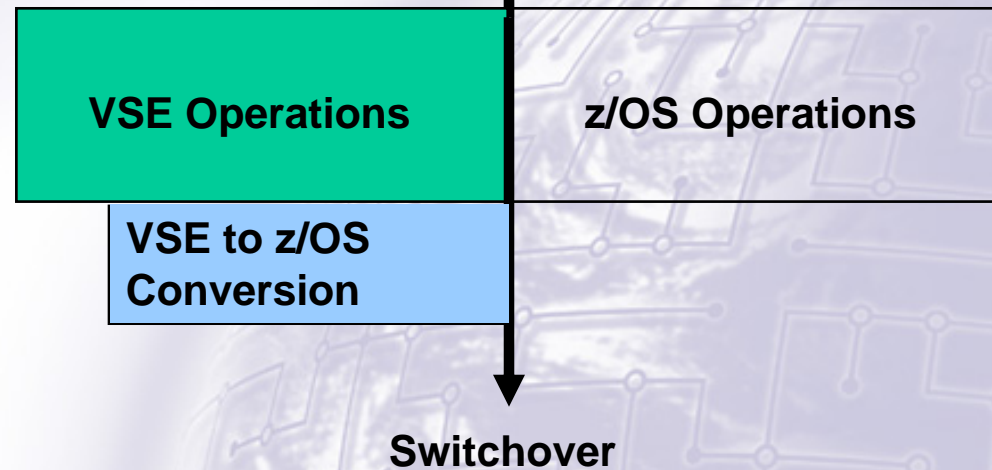 VSE Operations
z/OS Operations
VSE to z/OS
Conversion
Switchover